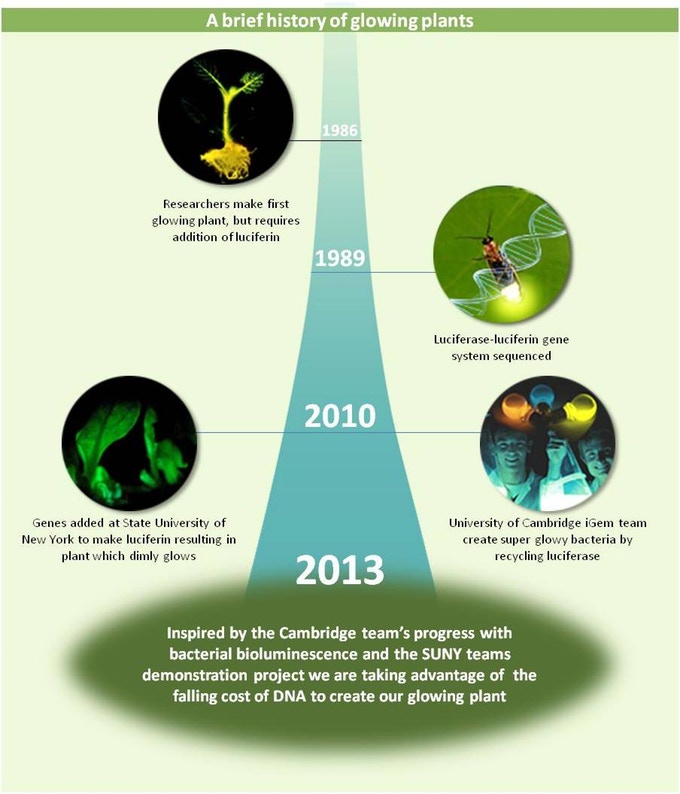 A brief history of glowing plants
1986
Researchers make first
glowing plant, but requires
addition of luciferin
1989
Luciferase-luciferin gene
system sequenced
2010
Genes added at State University of
New York to make luciferin resulting in
plant which dimly glows
University of Cambridge iGem team
create super glowy bacteria by
recycling luciferase
2013
Inspired by the Cambridge team's progress with
bacterial bioluminescence and the SUNY teams
demonstration project we are taking advantage of the
falling cost of DNA to create our glowing plant